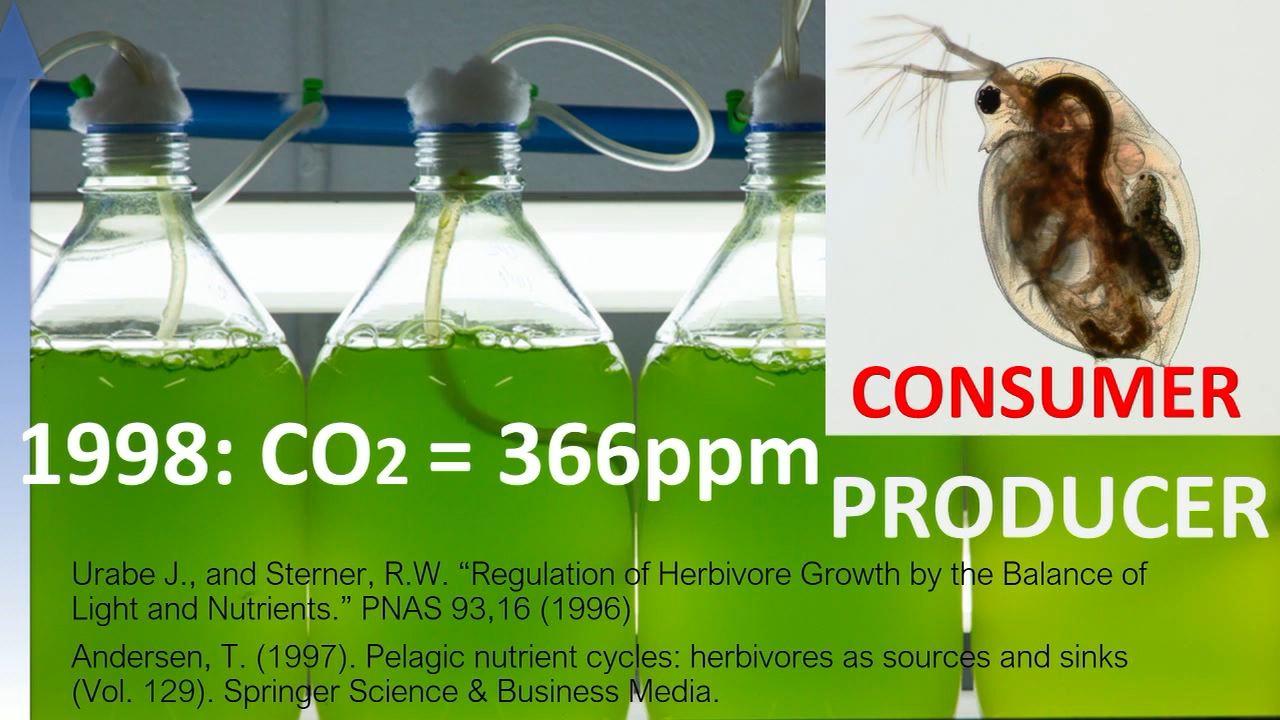 CONSUMER
1998: CO₂ = 366ppm
PRODUCER
Urabe J., and Sterner, R.W. “Regulation of Herbivore Growth by the Balance of
Light and Nutrients.” PNAS 93,16 (1996)
Andersen, T. (1997). Pelagic nutrient cycles: herbivores as sources and sinks
(Vol. 129). Springer Science & Business Media.